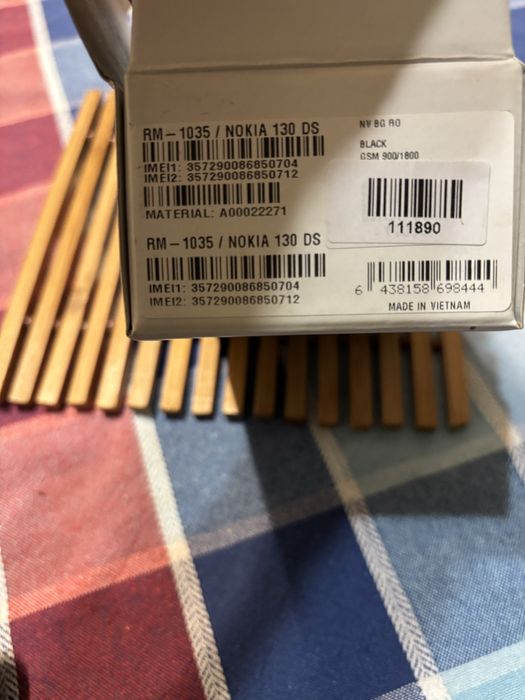 RM-1035 / NOKIA 130 DS
IMEI1: 357290086850704
IMEI2: 357290086850712
MATERIAL: A00022271
RM-1035 / NOKIA 130 DS
IMEI1: 357290086850704
IMEI2: 357290086850712
NV BG RO
BLACK
GSM 900/1800
111890
6 438158 698444
MADE IN VIETNAM